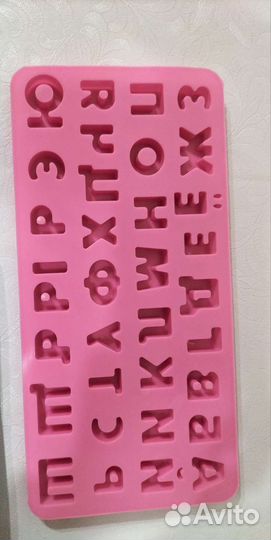 А Б В Г Д Е Ё Ж З
Й И К Л М Н О П
Р С Т У Ф Х Ц Ч Я
Ш Щ Ь Ы Ь Э Ю
Avito